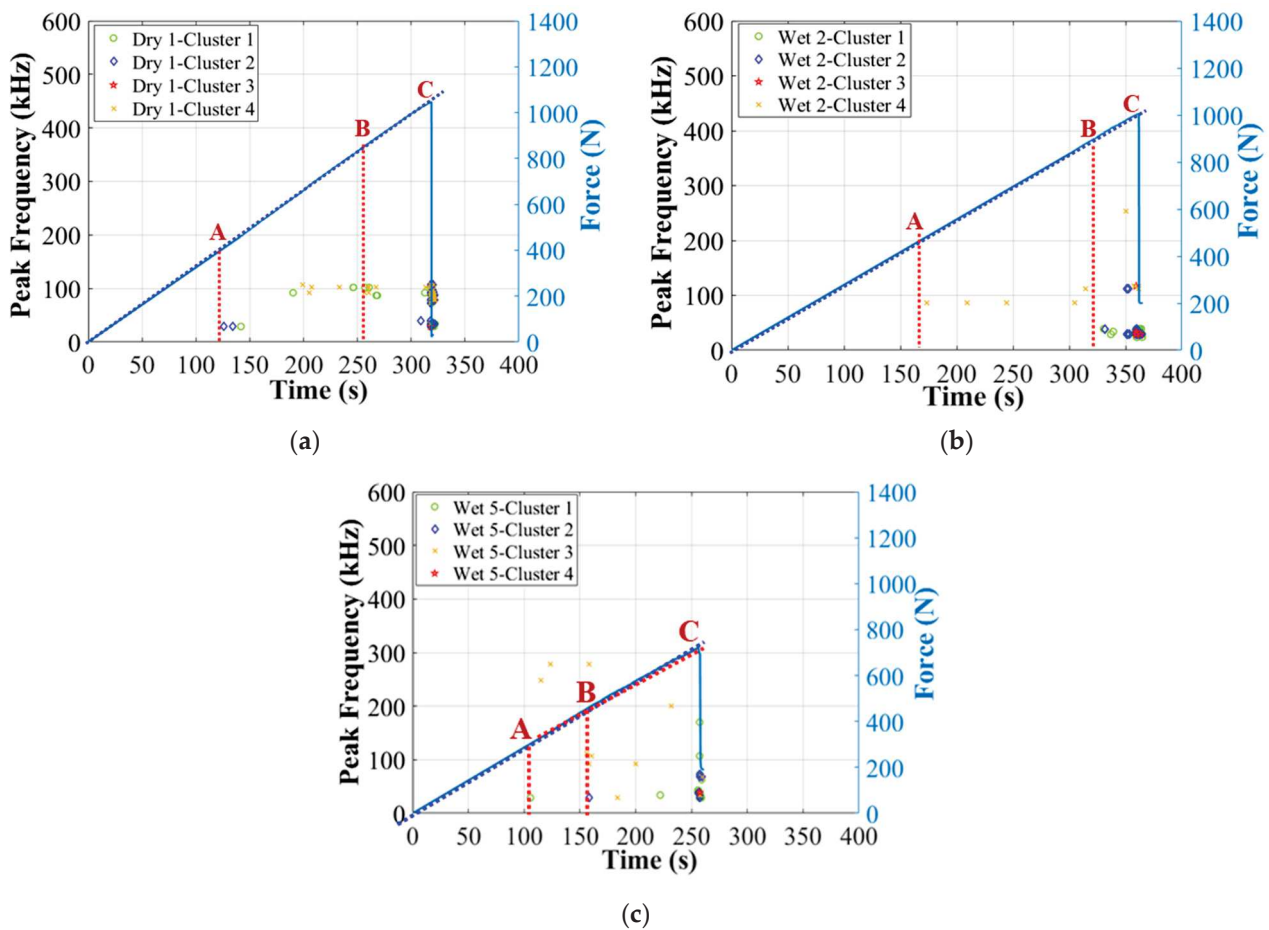 600
500
400
300
200
100
0
Peak Frequency (kHz)
Dry 1-Cluster 1
Dry 1-Cluster 2
Dry 1-Cluster 3
Dry 1-Cluster 4
A
B
C
1400
1200
1000
800
600
400
200
0
Force (N)
0 50 100 150 200 250 300 350 400
Time (s)
(a)
600
500
400
300
200
100
0
Peak Frequency (kHz)
Wet 2-Cluster 1
Wet 2-Cluster 2
Wet 2-Cluster 3
Wet 2-Cluster 4
A
B
C
1400
1200
1000
800
600
400
200
0
Force (N)
0 50 100 150 200 250 300 350 400
Time (s)
(b)
600
500
400
300
200
100
0
Peak Frequency (kHz)
Wet 5-Cluster 1
Wet 5-Cluster 2
Wet 5-Cluster 3
Wet 5-Cluster 4
A
B
C
1400
1200
1000
800
600
400
200
0
Force (N)
0 50 100 150 200 250 300 350 400
Time (s)
(c)